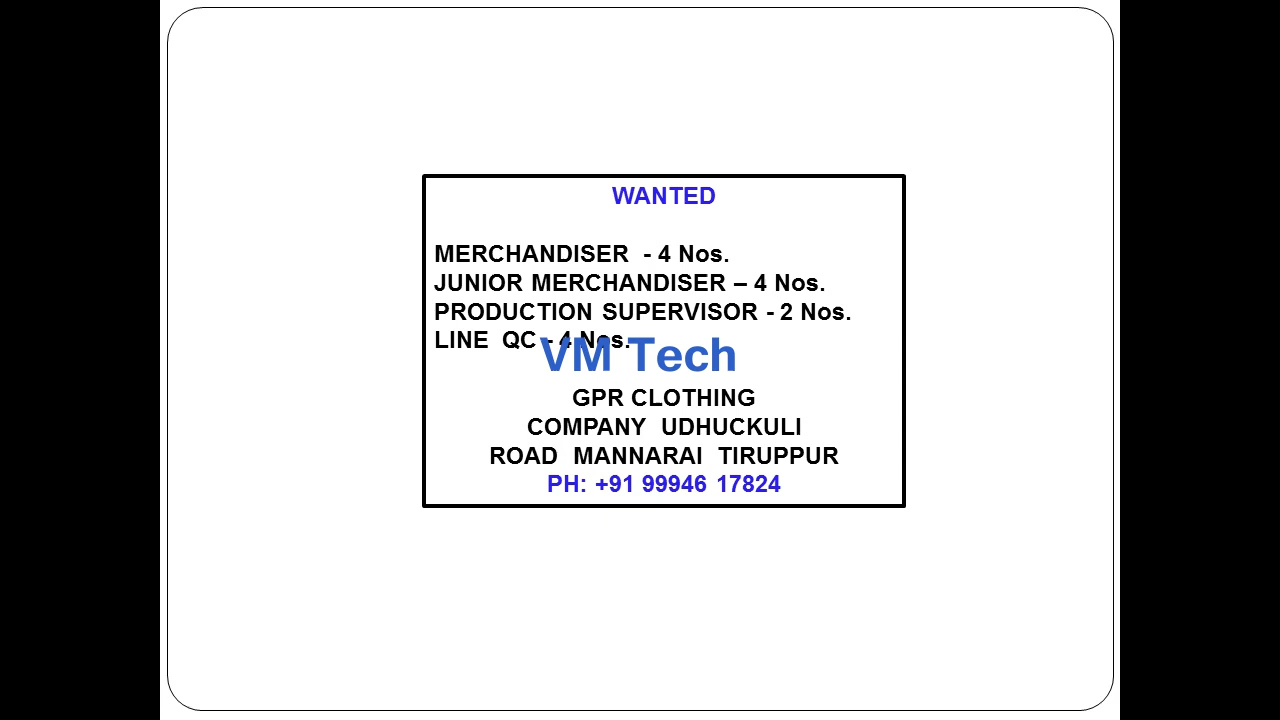 WANTED
MERCHANDISER - 4 Nos.
JUNIOR MERCHANDISER – 4 Nos.
PRODUCTION SUPERVISOR - 2 Nos.
LINE QC - 4 Nos.
VM Tech
GPR CLOTHING
COMPANY UDHUCKULI
ROAD MANNARAI TIRUPPUR
PH: +91 99946 17824